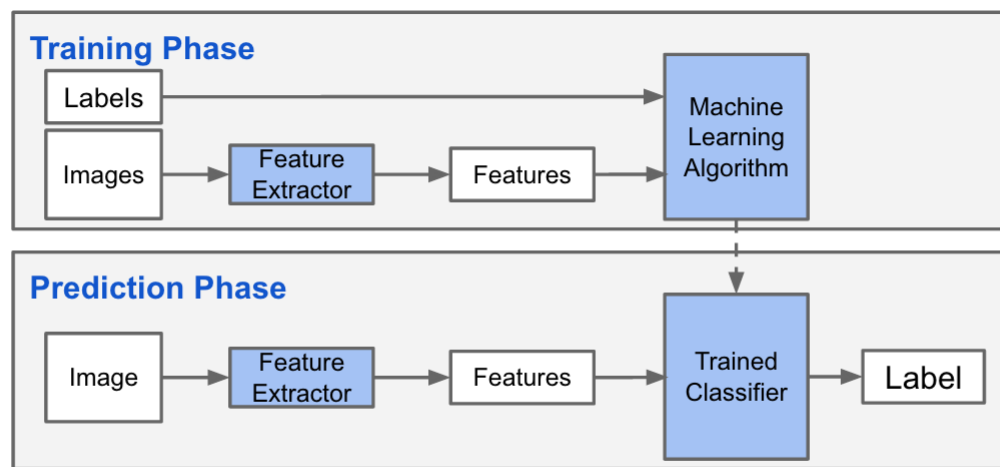 Training Phase
Labels
Machine
Learning
Algorithm
Images
Feature
Extractor
Features
Prediction Phase
Image
Feature
Extractor
Features
Trained
Classifier
Label